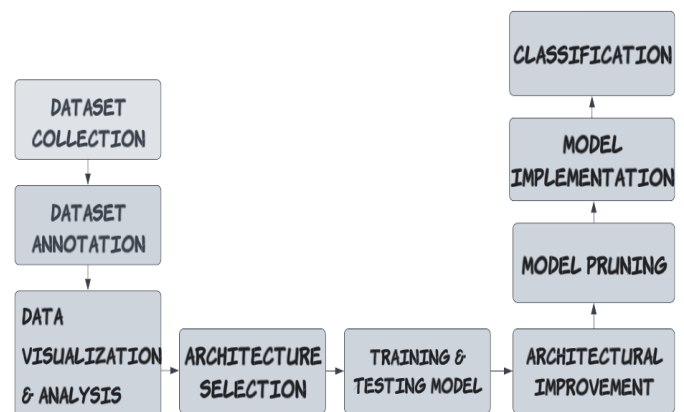 DATASET
COLLECTION
DATASET
ANNOTATION
DATA
VISUALIZATION
& ANALYSIS
ARCHITECTURE
SELECTION
TRAINING &
TESTING MODEL
ARCHITECTURAL
IMPROVEMENT
MODEL PRUNING
MODEL
IMPLEMENTATION
CLASSIFICATION